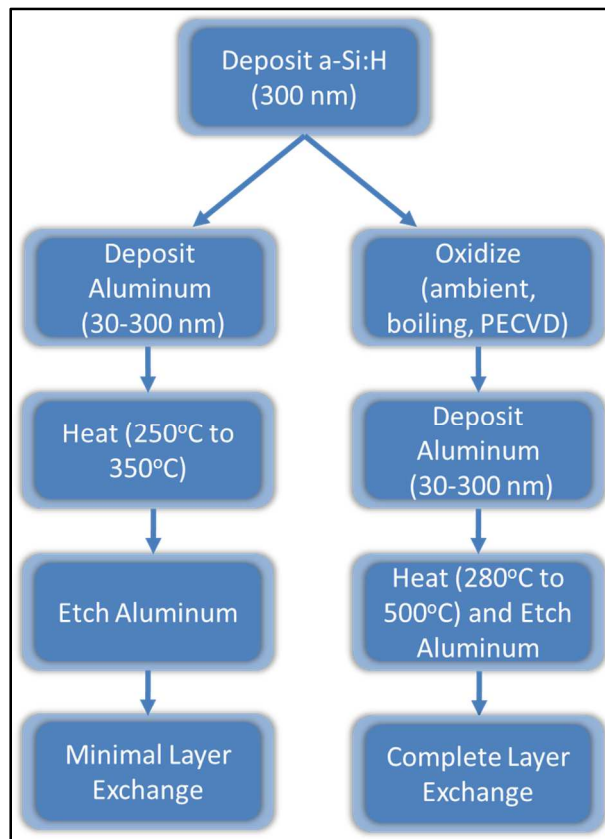 Deposit a-Si:H
(300 nm)
Deposit
Aluminum
(30-300 nm)
Heat (250°C to
350°C)
Etch Aluminum
Minimal Layer
Exchange
Oxidize
(ambient,
boiling, PECVD)
Deposit
Aluminum
(30-300 nm)
Heat (280°C to
500°C) and Etch
Aluminum
Complete Layer
Exchange